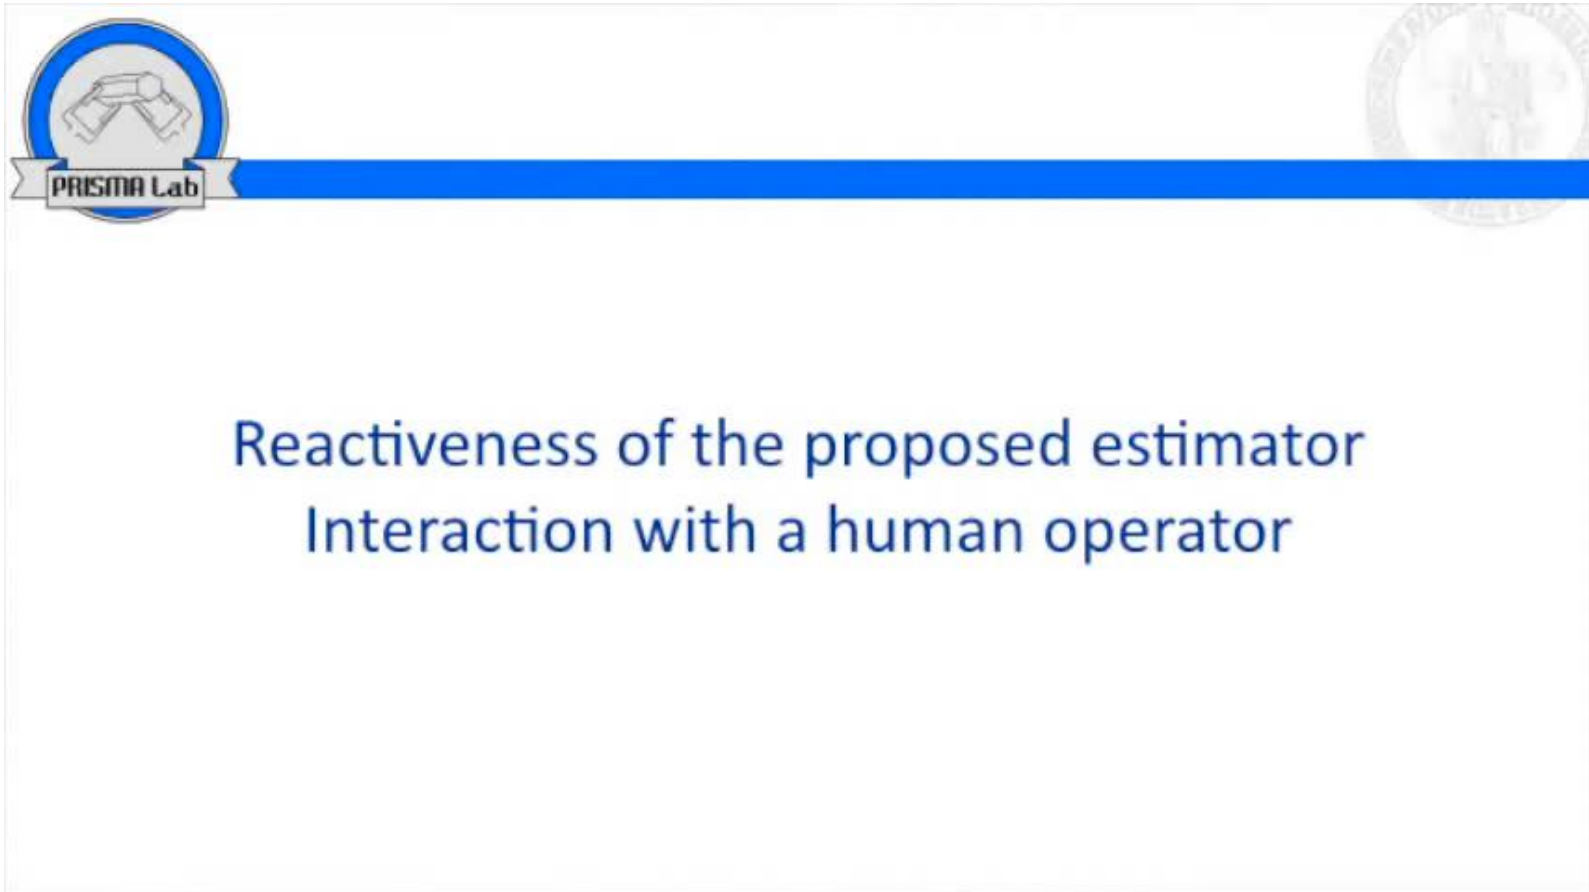 PRISMA Lab
Reactiveness of the proposed estimator
Interaction with a human operator